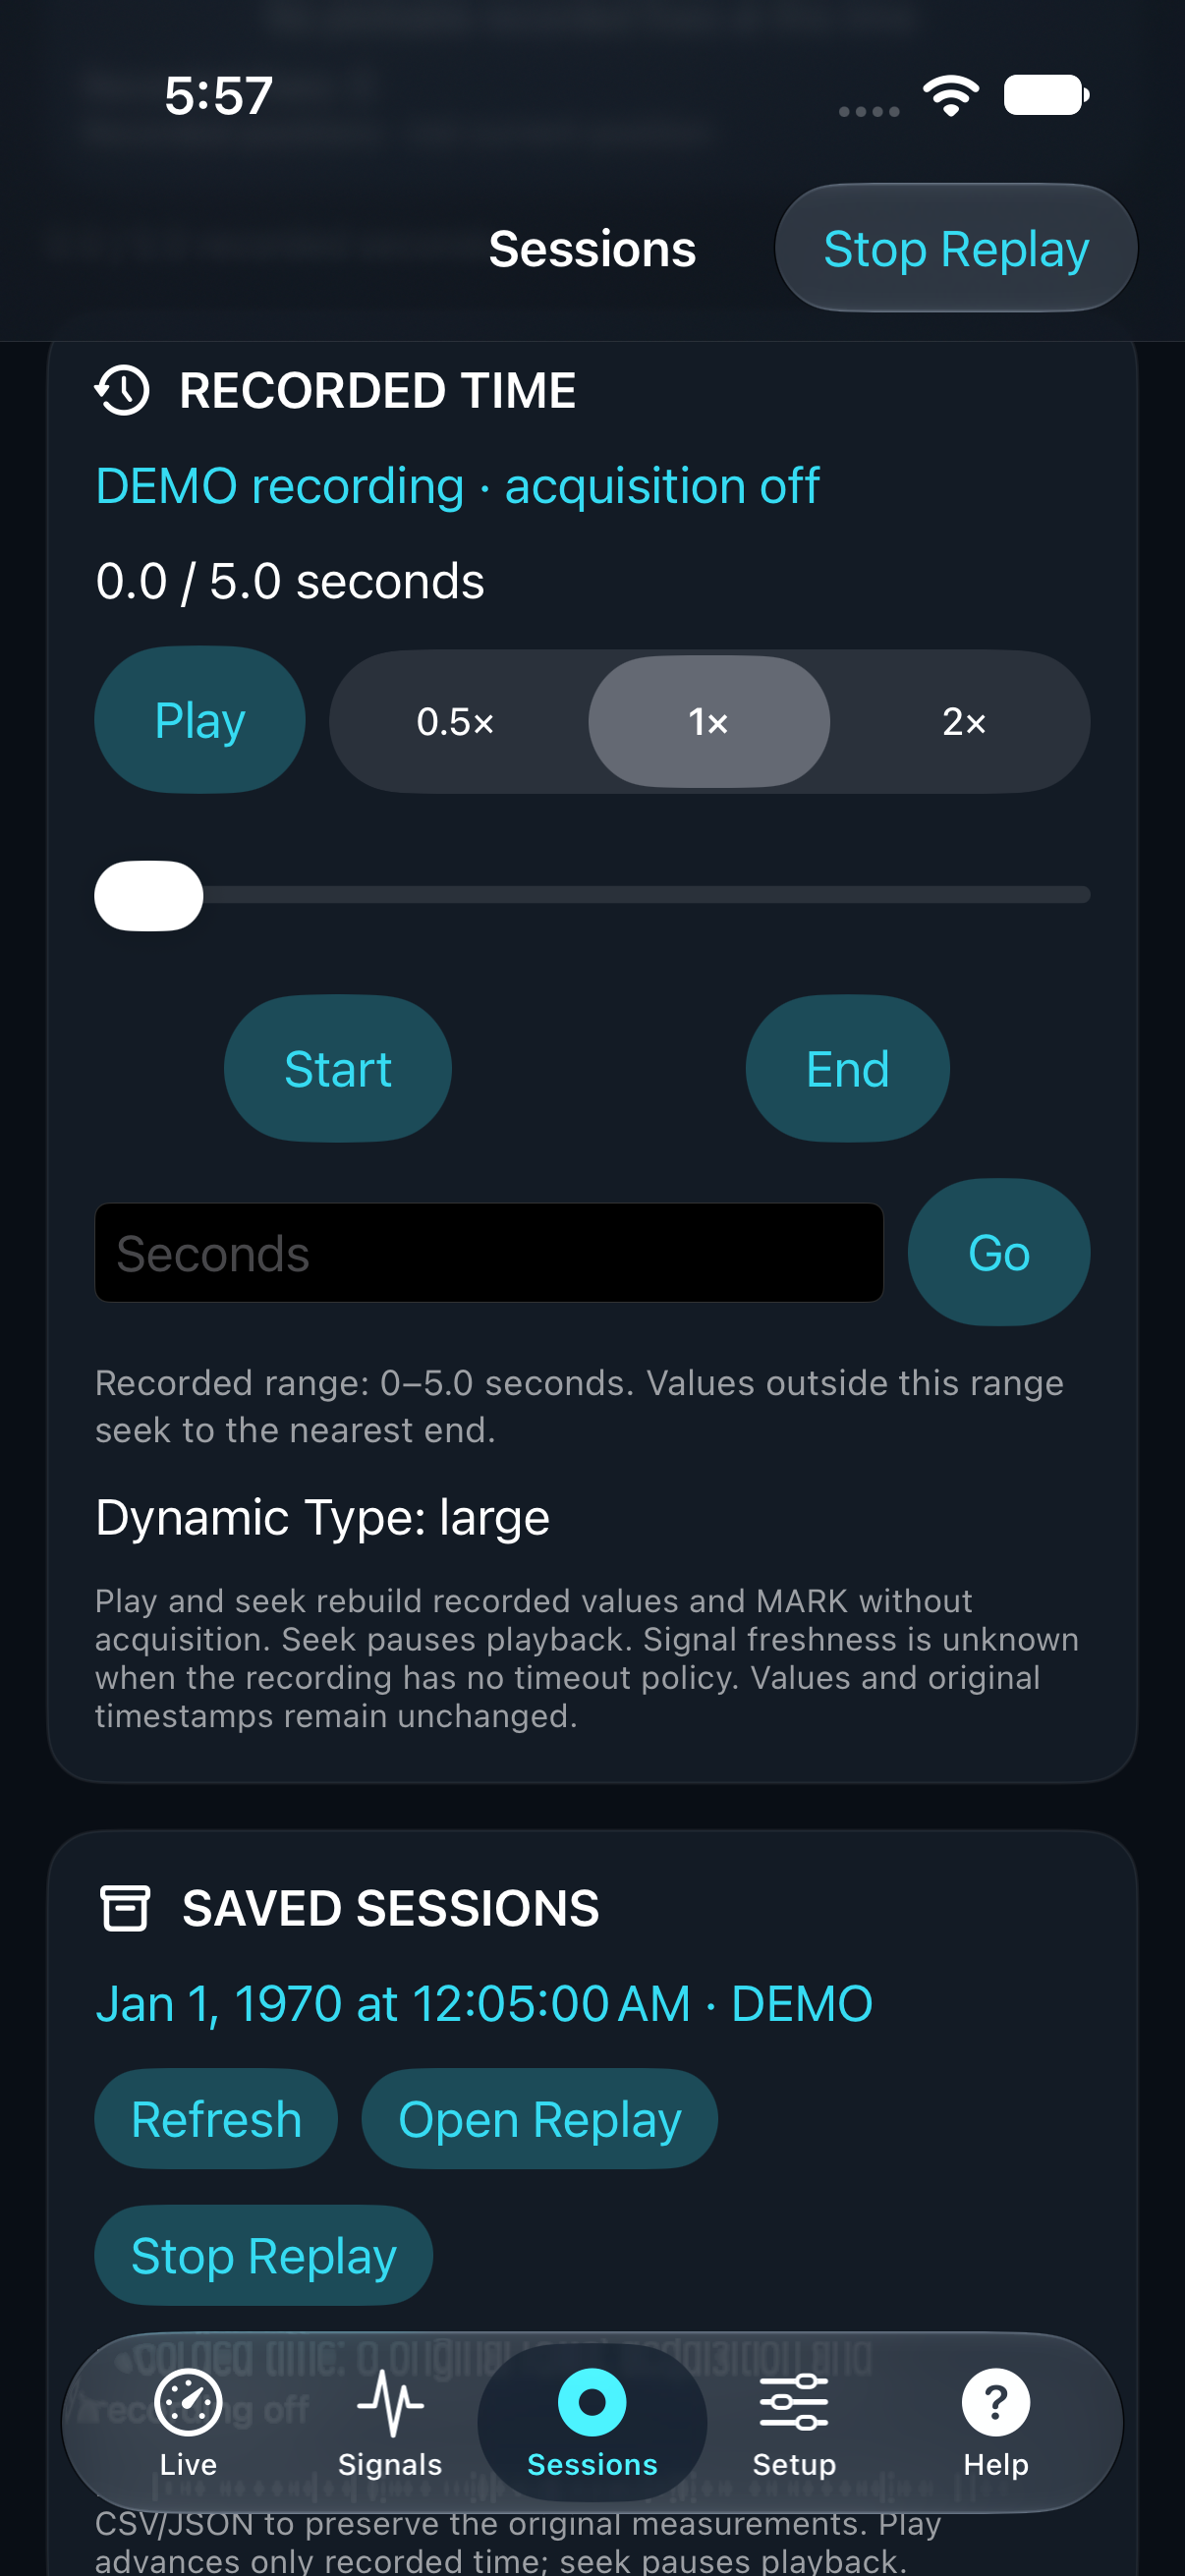 5:57
Sessions
Stop Replay
RECORDED TIME
DEMO recording · acquisition off
0.0 / 5.0 seconds
Play
0.5×
1×
2×
Start
End
Seconds
Go
Recorded range: 0–5.0 seconds. Values outside this range
seek to the nearest end.
Dynamic Type: large
Play and seek rebuild recorded values and MARK without
acquisition. Seek pauses playback. Signal freshness is unknown
when the recording has no timeout policy. Values and original
timestamps remain unchanged.
SAVED SESSIONS
Jan 1, 1970 at 12:05:00 AM · DEMO
Refresh
Open Replay
Stop Replay
recording off
Live
Signals
Sessions
Setup
Help
CSV/JSON to preserve the original measurements. Play
advances only recorded time; seek pauses playback.